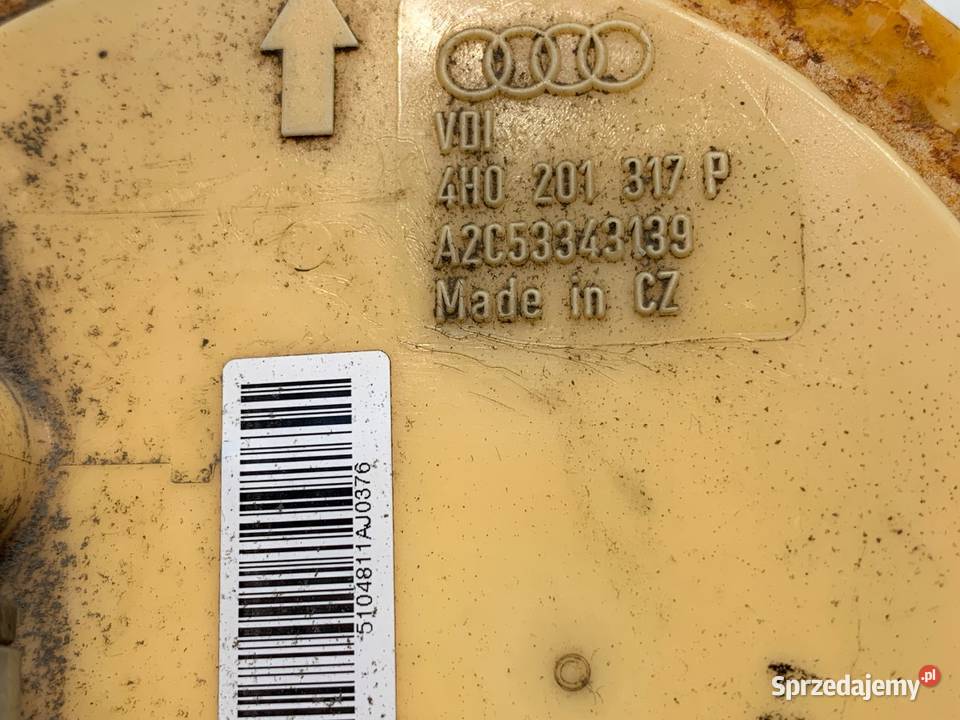 VDI
4H0 201 317 P
A2C53343139
Made in CZ
5104811AJ0376
Sprzedajemy.pl